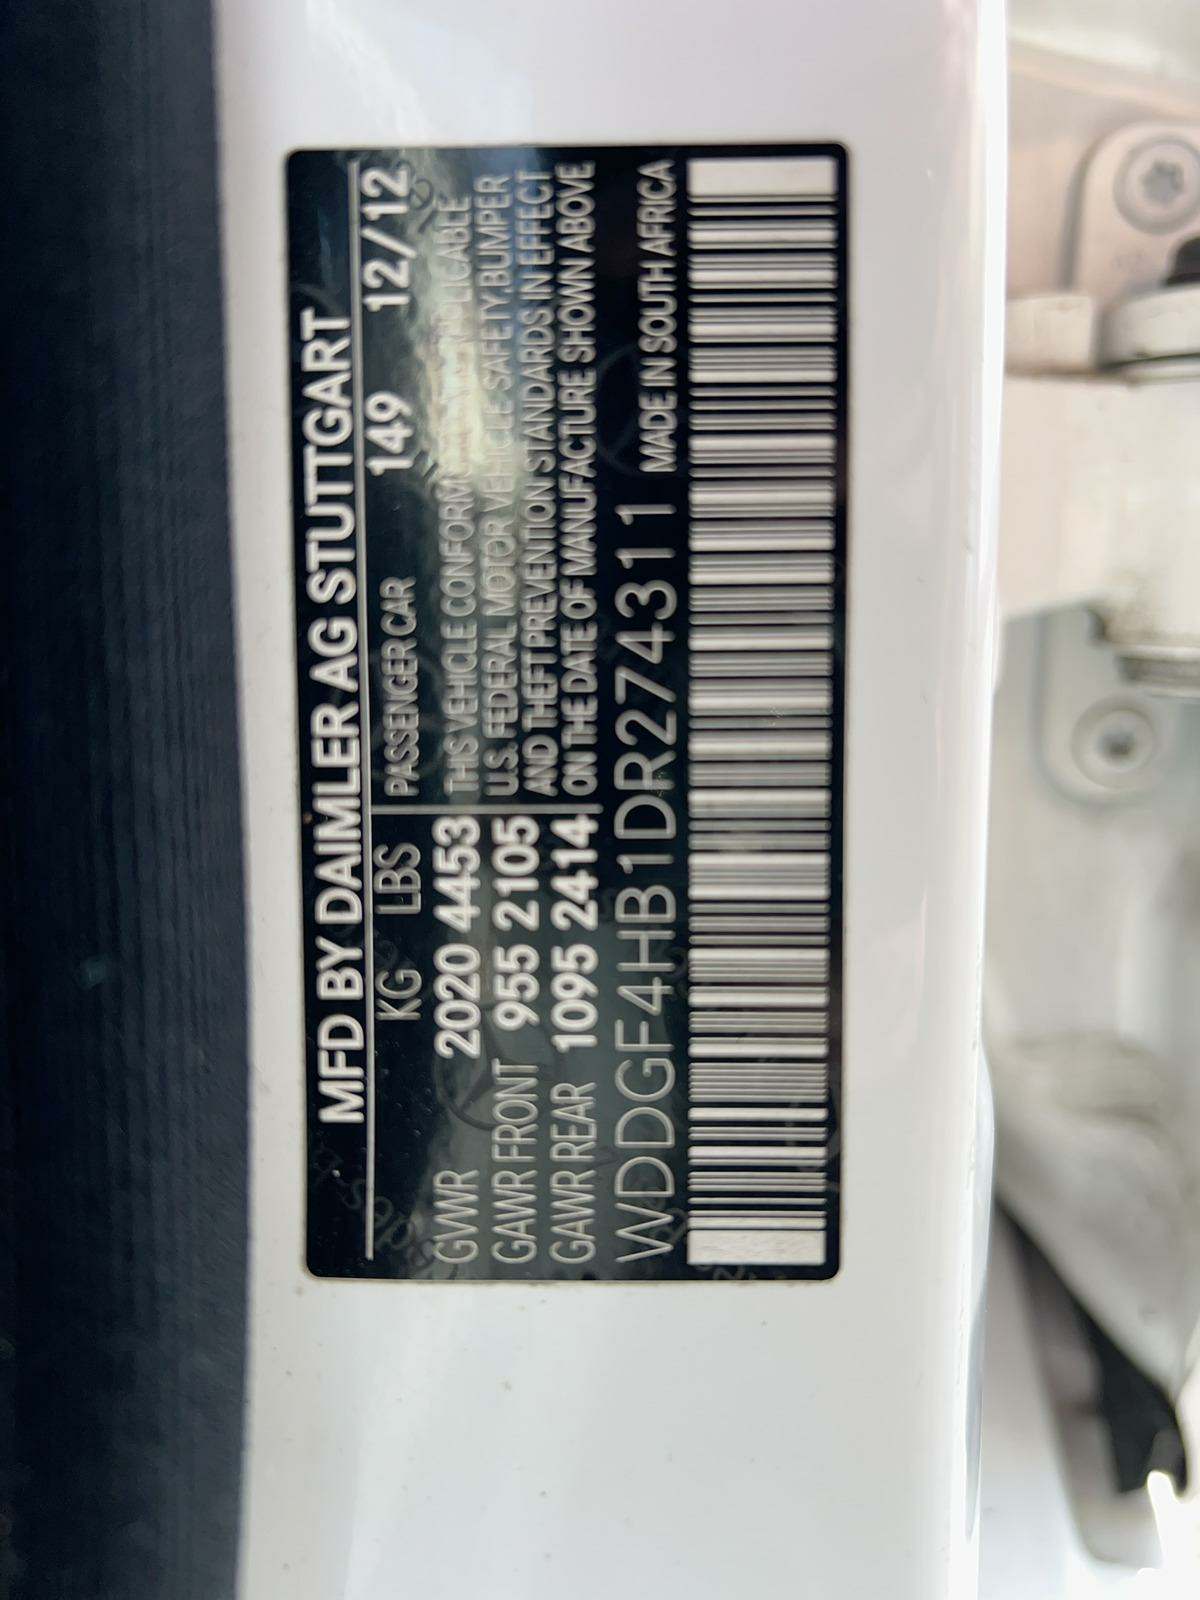 MFD BY DAIMLER AG STUTTGART
KG LBS PASSENGER CAR 149 12/12
GVWR 2020 4453 THIS VEHICLE CONFORMS APPLICABLE
GAWR FRONT 955 2105 U.S. FEDERAL MOTOR VEHICLE SAFETY,BUMPER
AND THEFT PREVENTION STANDARDS IN EFFECT
GAWR REAR 1095 2414 ON THE DATE OF MANUFACTURE SHOWN ABOVE
WDDGF4HB1DR274311 MADE IN SOUTH AFRICA